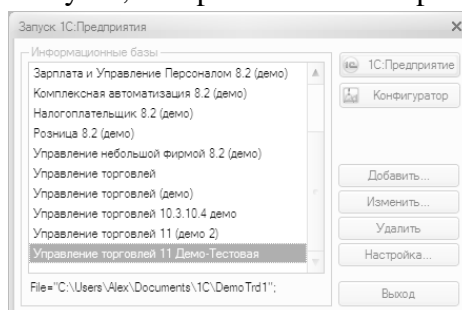 Запуск 1С:Предприятия
Информационные базы
Зарплата и Управление Персоналом 8.2 (демо)
Комплексная автоматизация 8.2 (демо)
Налогоплательщик 8.2 (демо)
Розница 8.2 (демо)
Управление небольшой фирмой 8.2 (демо)
Управление торговлей
Управление торговлей (демо)
Управление торговлей 10.3.10.4 демо
Управление торговлей 11 (демо 2)
Управление торговлей 11 Демо-Тестовая
File="C:\Users\Alex\Documents\1C\DemoTrd1";
1С:Предприятие
Конфигуратор
Добавить...
Изменить...
Удалить
Настройка...
Выход